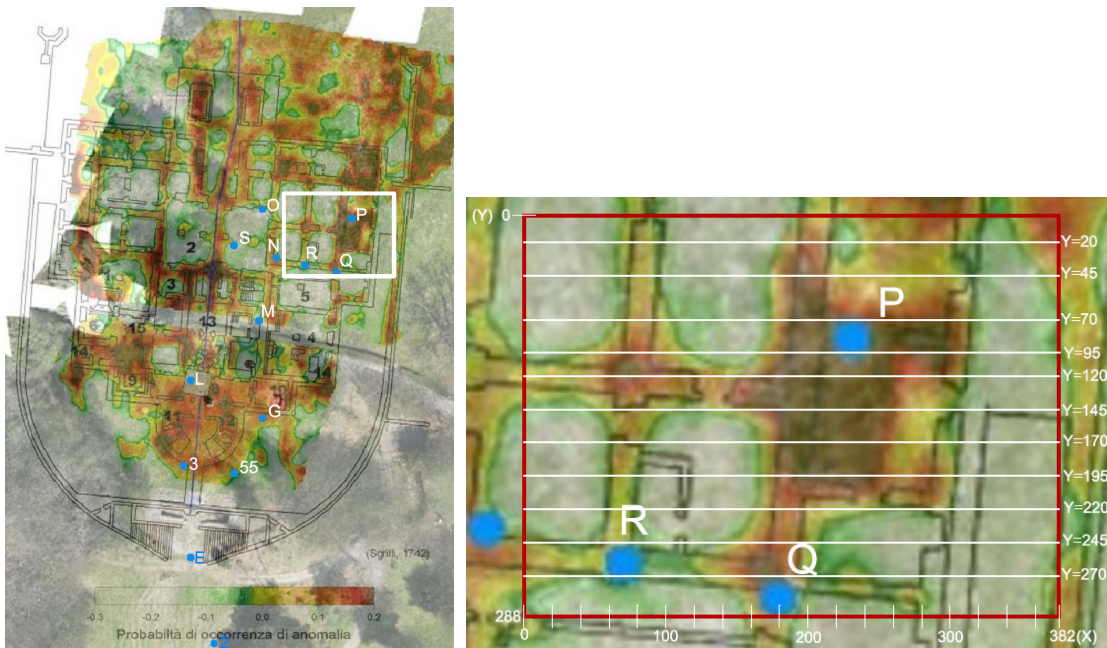 O
P
S
N
R
Q
2
1
3
5
M
13
15
4
14
L
9
G
11
3
55
E
(Sgrilli, 1742)
-0.3 -0.2 -0.1 0.0 0.1 0.2
Probabiltà di occorrenza di anomalia
(Y) 0
Y=20
Y=45
P
Y=70
Y=95
Y=120
Y=145
Y=170
Y=195
Y=220
R
Y=245
Q
Y=270
288
0 100 200 300 382(X)